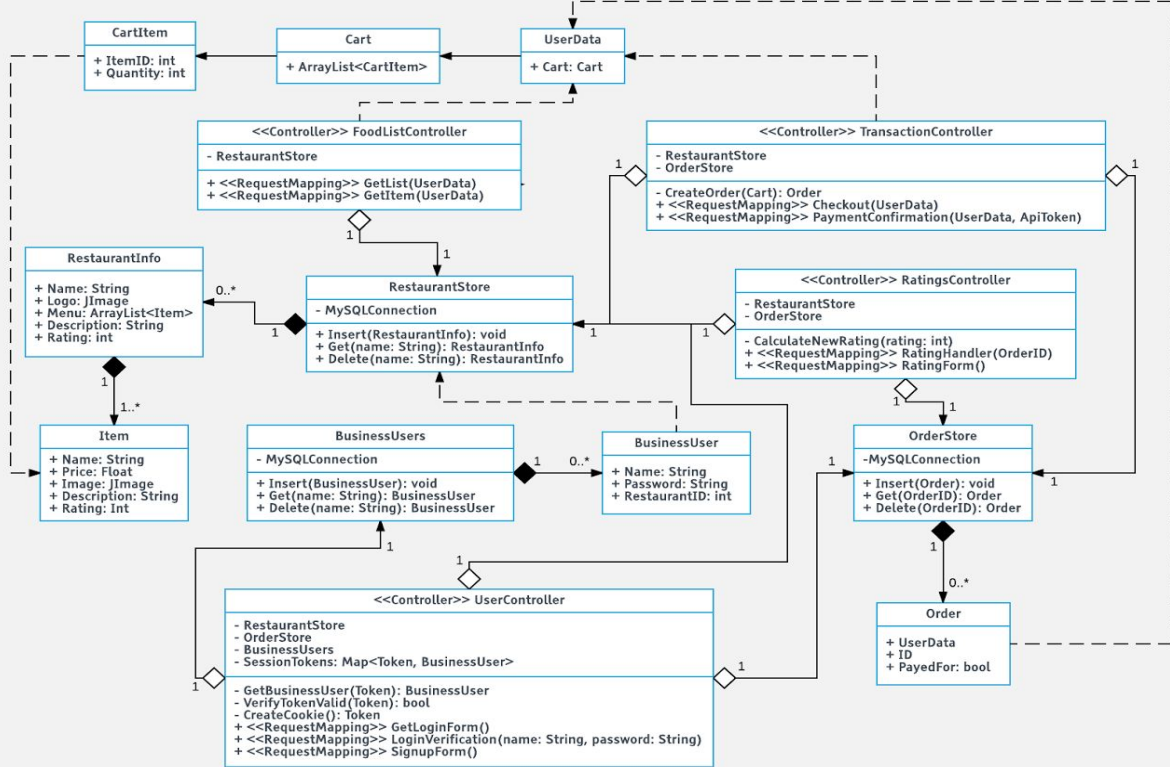 CartItem
+ ItemID: int
+ Quantity: int
Cart
+ ArrayList<CartItem>
UserData
+ Cart: Cart
<<Controller>> FoodListController
- RestaurantStore
+ <<RequestMapping>> GetList(UserData)
+ <<RequestMapping>> GetItem(UserData)
1
1
<<Controller>> TransactionController
- RestaurantStore
- OrderStore
- CreateOrder(Cart): Order
+ <<RequestMapping>> Checkout(UserData)
+ <<RequestMapping>> PaymentConfirmation(UserData, ApiToken)
1
1
RestaurantInfo
+ Name: String
+ Logo: JImage
+ Menu: ArrayList<Item>
+ Description: String
+ Rating: int
0..*
1
1
1..*
RestaurantStore
- MySQLConnection
+ Insert(RestaurantInfo): void
+ Get(name: String): RestaurantInfo
+ Delete(name: String): RestaurantInfo
1
1
<<Controller>> RatingsController
- RestaurantStore
- OrderStore
- CalculateNewRating(rating: int)
+ <<RequestMapping>> RatingHandler(OrderID)
+ <<RequestMapping>> RatingForm()
1
1
Item
+ Name: String
+ Price: Float
+ Image: JImage
+ Description: String
+ Rating: Int
BusinessUsers
- MySQLConnection
+ Insert(BusinessUser): void
+ Get(name: String): BusinessUser
+ Delete(name: String): BusinessUser
1
0..*
BusinessUser
+ Name: String
+ Password: String
+ RestaurantID: int
OrderStore
-MySQLConnection
+ Insert(Order): void
+ Get(OrderID): Order
+ Delete(OrderID): Order
1
1
1
0..*
1
1
<<Controller>> UserController
- RestaurantStore
- OrderStore
- BusinessUsers
- SessionTokens: Map<Token, BusinessUser>
- GetBusinessUser(Token): BusinessUser
- VerifyTokenValid(Token): bool
- CreateCookie(): Token
+ <<RequestMapping>> GetLoginForm()
+ <<RequestMapping>> LoginVerification(name: String, password: String)
+ <<RequestMapping>> SignupForm()
1
1
Order
+ UserData
+ ID
+ PayedFor: bool